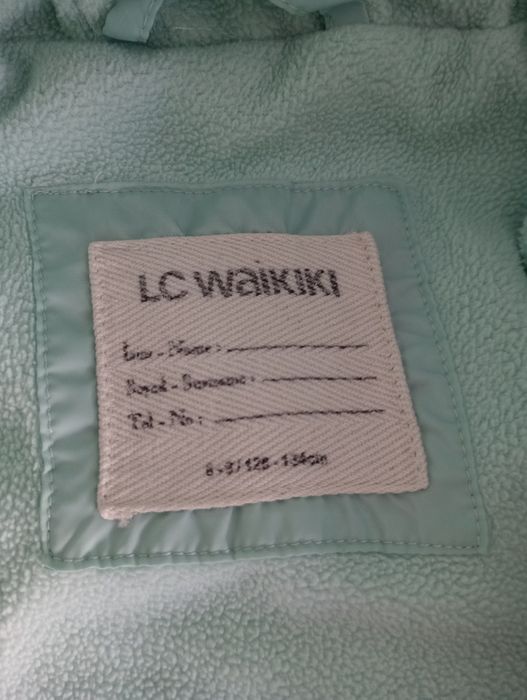 LC WAIKIKI
- Name :
- Surname :
Tel - No :
8-9/128-134cm